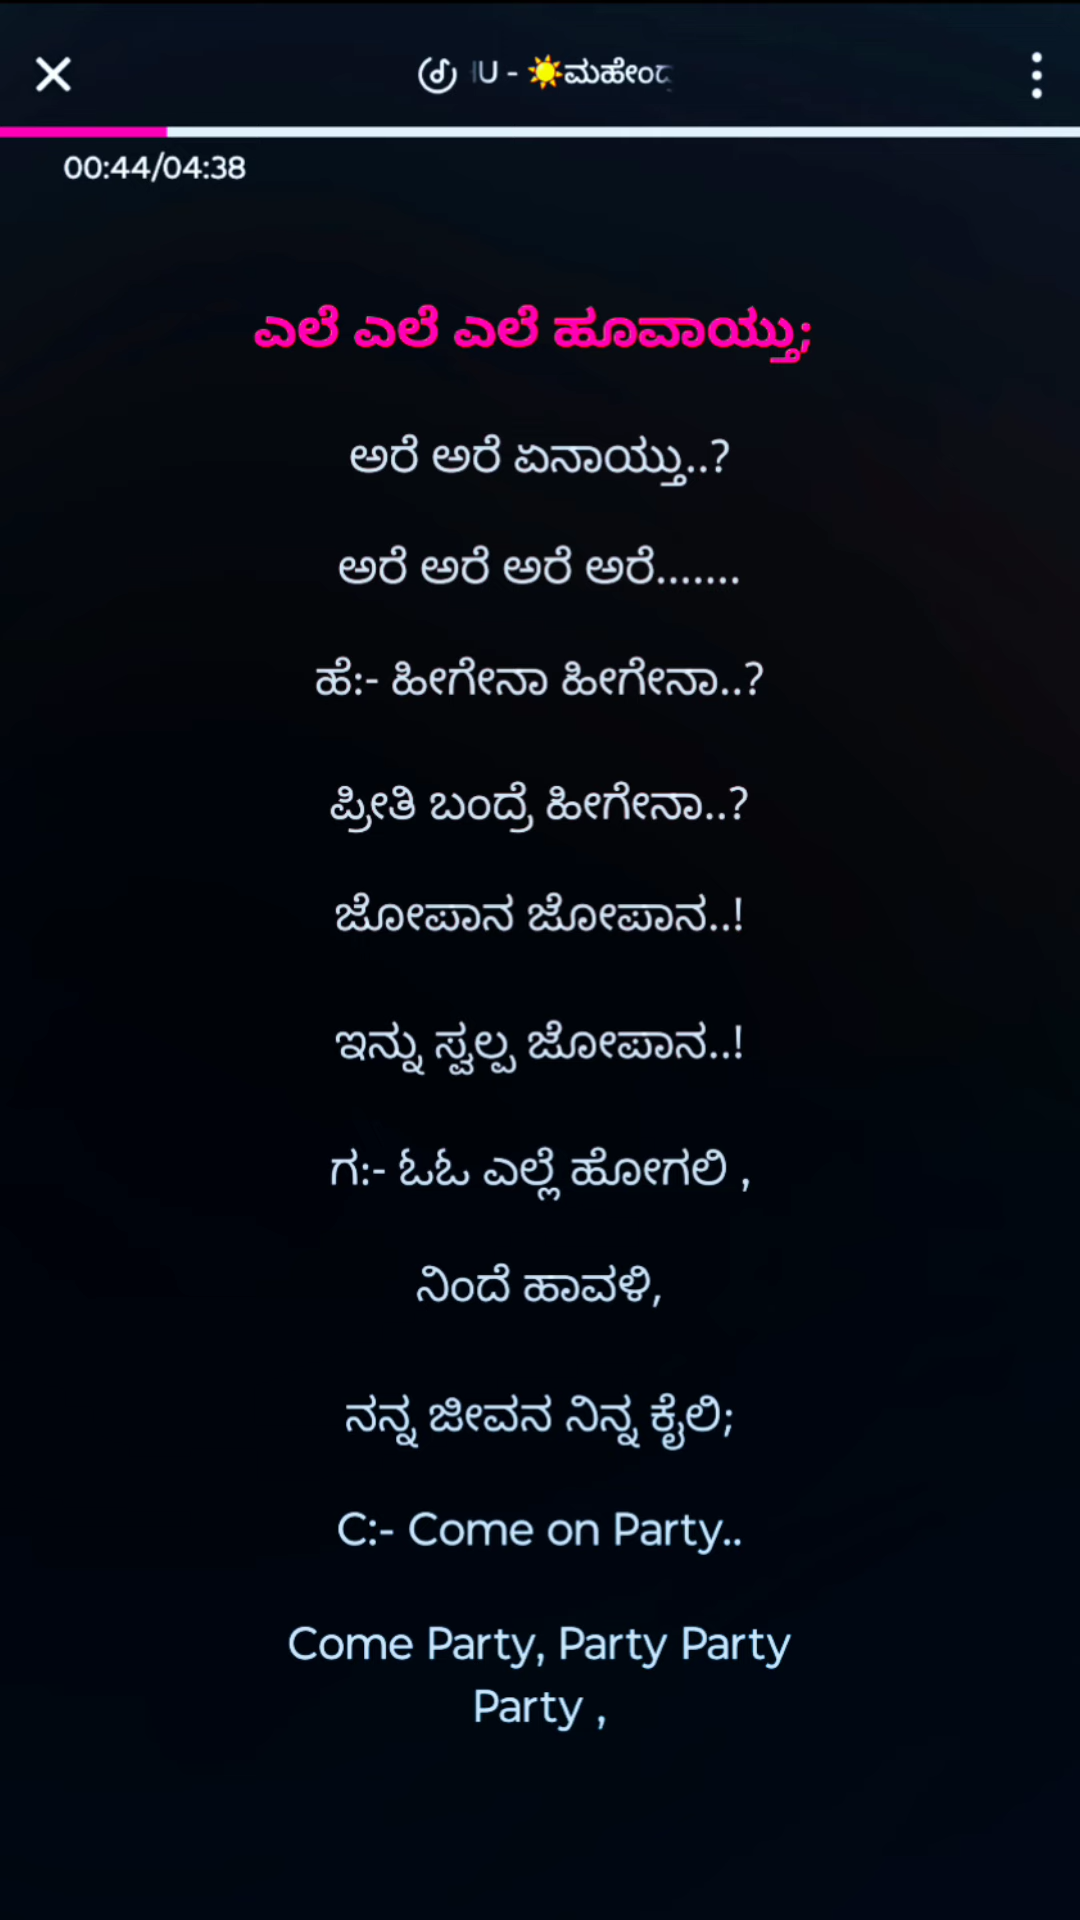 U - ☀️ಮಹೇಂದ
00:44/04:38
ಎಲೆ ಎಲೆ ಎಲೆ ಹೂವಾಯ್ತು;
ಅರೆ ಅರೆ ಏನಾಯ್ತು..?
ಅರೆ ಅರೆ ಅರೆ ಅರೆ.......
ಹೆ:- ಹೀಗೇನಾ ಹೀಗೇನಾ..?
ಪ್ರೀತಿ ಬಂದ್ರೆ ಹೀಗೇನಾ..?
ಜೋಪಾನ ಜೋಪಾನ..!
ಇನ್ನು ಸ್ವಲ್ಪ ಜೋಪಾನ..!
ಗ:- ಓಓ ಎಲ್ಲೆ ಹೋಗಲಿ ,
ನಿಂದೆ ಹಾವಳಿ,
ನನ್ನ ಜೀವನ ನಿನ್ನ ಕೈಲಿ;
C:- Come on Party..
Come Party, Party Party
Party ,